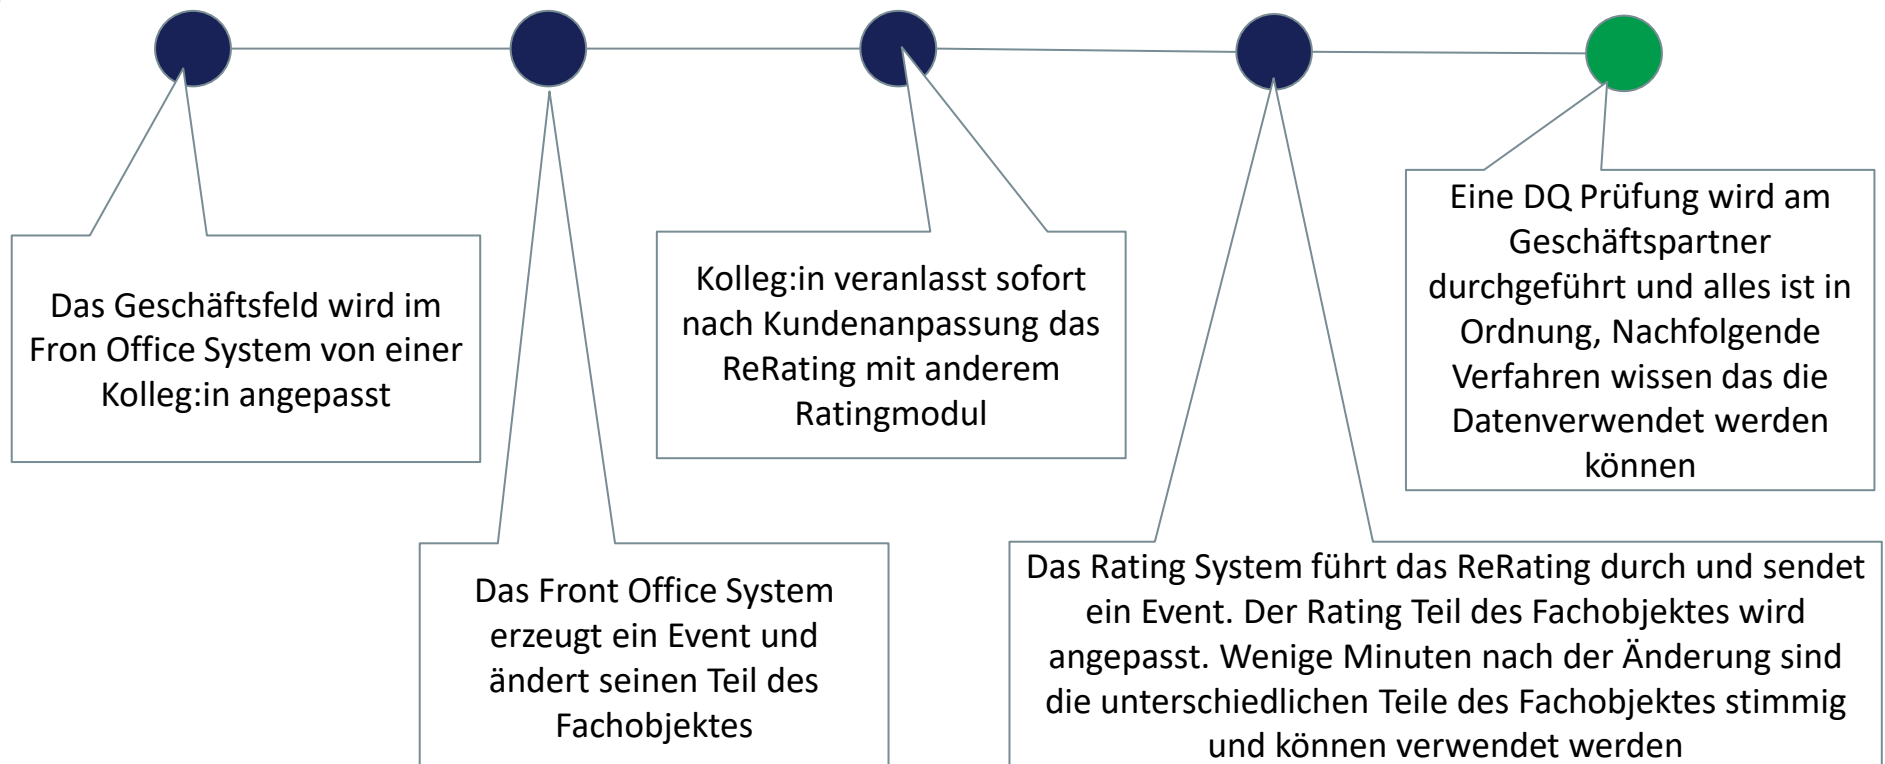 Das Geschäftsfeld wird im
Fron Office System von einer
Kolleg:in angepasst
Das Front Office System
erzeugt ein Event und
ändert seinen Teil des
Fachobjektes
Kolleg:in veranlasst sofort
nach Kundenanpassung das
ReRating mit anderem
Ratingmodul
Das Rating System führt das ReRating durch und sendet
ein Event. Der Rating Teil des Fachobjektes wird
angepasst. Wenige Minuten nach der Änderung sind
die unterschiedlichen Teile des Fachobjektes stimmig
und können verwendet werden
Eine DQ Prüfung wird am
Geschäftspartner
durchgeführt und alles ist in
Ordnung, Nachfolgende
Verfahren wissen das die
Datenverwendet werden
können